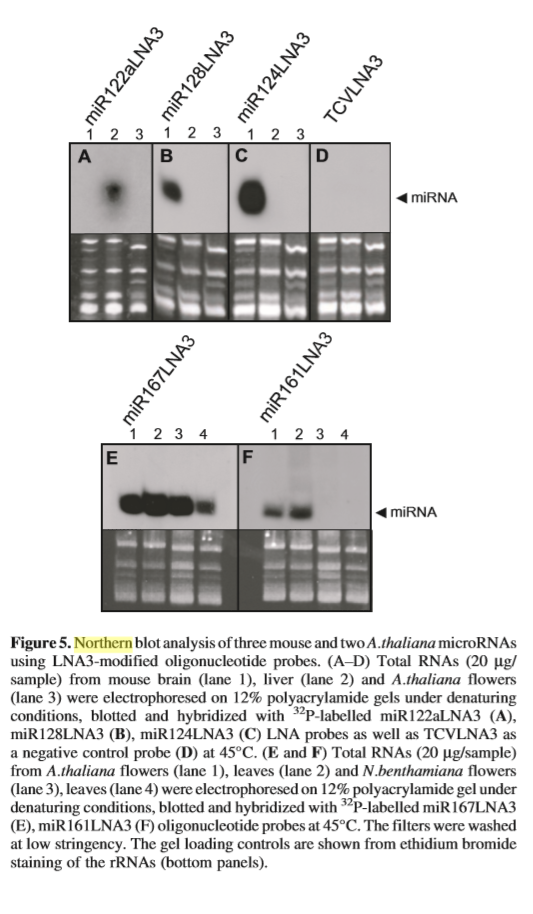 miR122aLNA3 miR128LNA3 miR124LNA3 TCVLNA3
1 2 3 1 2 3 1 2 3
A B C D
◄ miRNA
miR167LNA3 miR161LNA3
1 2 3 4 1 2 3 4
E F
◄ miRNA
Figure 5. Northern blot analysis of three mouse and two A.thaliana microRNAs
using LNA3-modified oligonucleotide probes. (A–D) Total RNAs (20 μg/
sample) from mouse brain (lane 1), liver (lane 2) and A.thaliana flowers
(lane 3) were electrophoresed on 12% polyacrylamide gels under denaturing
conditions, blotted and hybridized with ³²P-labelled miR122aLNA3 (A),
miR128LNA3 (B), miR124LNA3 (C) LNA probes as well as TCVLNA3 as
a negative control probe (D) at 45°C. (E and F) Total RNAs (20 μg/sample)
from A.thaliana flowers (lane 1), leaves (lane 2) and N.benthamiana flowers
(lane 3), leaves (lane 4) were electrophoresed on 12% polyacrylamide gel under
denaturing conditions, blotted and hybridized with ³²P-labelled miR167LNA3
(E), miR161LNA3 (F) oligonucleotide probes at 45°C. The filters were washed
at low stringency. The gel loading controls are shown from ethidium bromide
staining of the rRNAs (bottom panels).